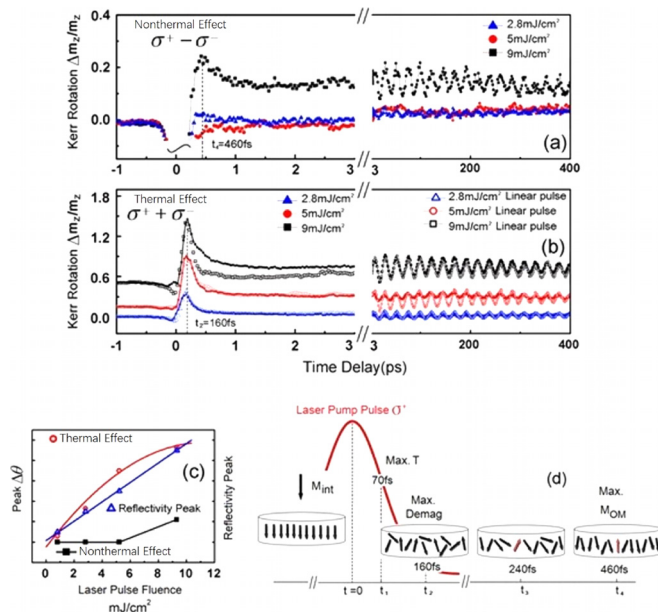 Nonthermal Effect
σ⁺ − σ⁻
2.8mJ/cm²
5mJ/cm²
9mJ/cm²
Kerr Rotation Δm_z/m_z
0.4
0.2
0.0
t₄=460fs
(a)
-1 0 1 2 3 3 100 200 300 400
Thermal Effect
σ⁺ + σ⁻
2.8mJ/cm²
5mJ/cm²
9mJ/cm²
2.8mJ/cm² Linear pulse
5mJ/cm² Linear pulse
9mJ/cm² Linear pulse
Kerr Rotation Δm_z/m_z
1.8
1.2
0.6
0.0
t₂=160fs
(b)
-1 0 1 2 3 3 100 200 300 400
Time Delay(ps)
Thermal Effect
(c)
Reflectivity Peak
Nonthermal Effect
Peak Δθ
Reflectivity Peak
0 2 4 6 8 10 12
Laser Pulse Fluence
mJ/cm²
Laser Pump Pulse σ⁺
(d)
M_int
Max. T
70fs
Max.
Demag
160fs
240fs
Max.
M_OM
460fs
t=0 t₁ t₂ t₃ t₄